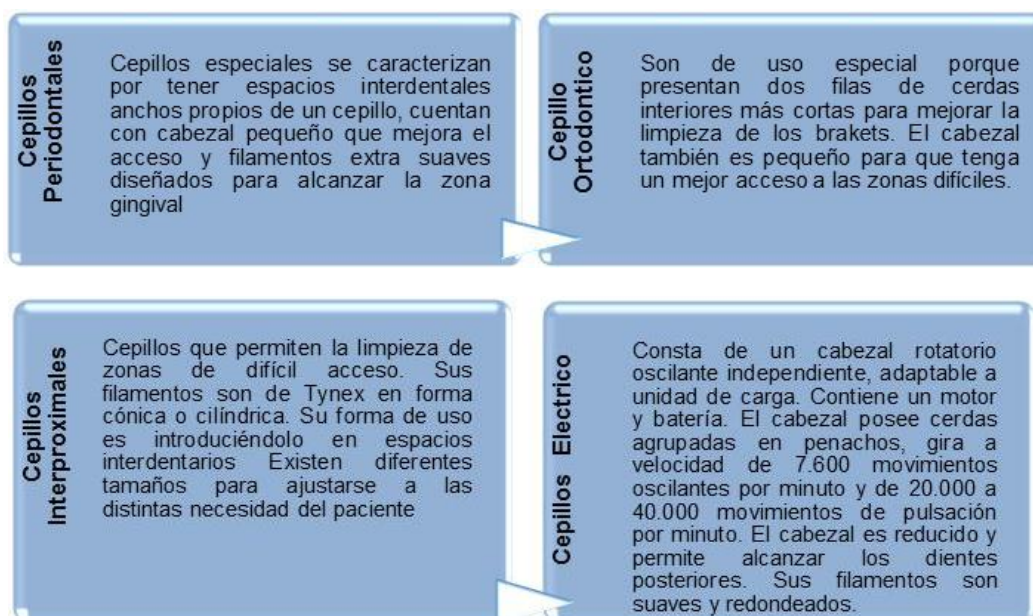 Cepillos
Periodontales
Cepillos especiales se caracterizan
por tener espacios interdentales
anchos propios de un cepillo, cuentan
con cabezal pequeño que mejora el
acceso y filamentos extra suaves
diseñados para alcanzar la zona
gingival
Cepillo
Ortodontico
Son de uso especial porque
presentan dos filas de cerdas
interiores más cortas para mejorar la
limpieza de los brakets. El cabezal
también es pequeño para que tenga
un mejor acceso a las zonas difíciles.
Cepillos
Interproximales
Cepillos que permiten la limpieza de
zonas de difícil acceso. Sus
filamentos son de Tynex en forma
cónica o cilíndrica. Su forma de uso
es introduciéndolo en espacios
interdentarios Existen diferentes
tamaños para ajustarse a las
distintas necesidad del paciente
Cepillos Electrico
Consta de un cabezal rotatorio
oscilante independiente, adaptable a
unidad de carga. Contiene un motor
y batería. El cabezal posee cerdas
agrupadas en penachos, gira a
velocidad de 7.600 movimientos
oscilantes por minuto y de 20.000 a
40.000 movimientos de pulsación
por minuto. El cabezal es reducido y
permite alcanzar los dientes
posteriores. Sus filamentos son
suaves y redondeados.